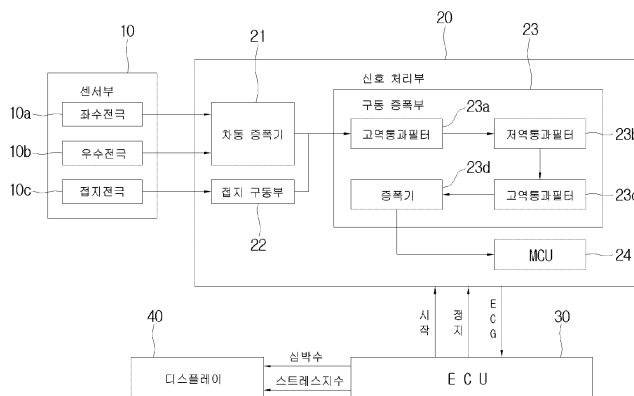 10
21
20
23
센서부
신호 처리부
구동 증폭부
10a
좌수전극
10b
우수전극
10c
접지전극
차동 증폭기
접지 구동부
22
23a
고역통과필터
저역통과필터
23b
23d
증폭기
고역통과필터
23c
MCU
24
시작
정지
ECG
40
30
디스플레이
심박수
스트레스지수
ECU